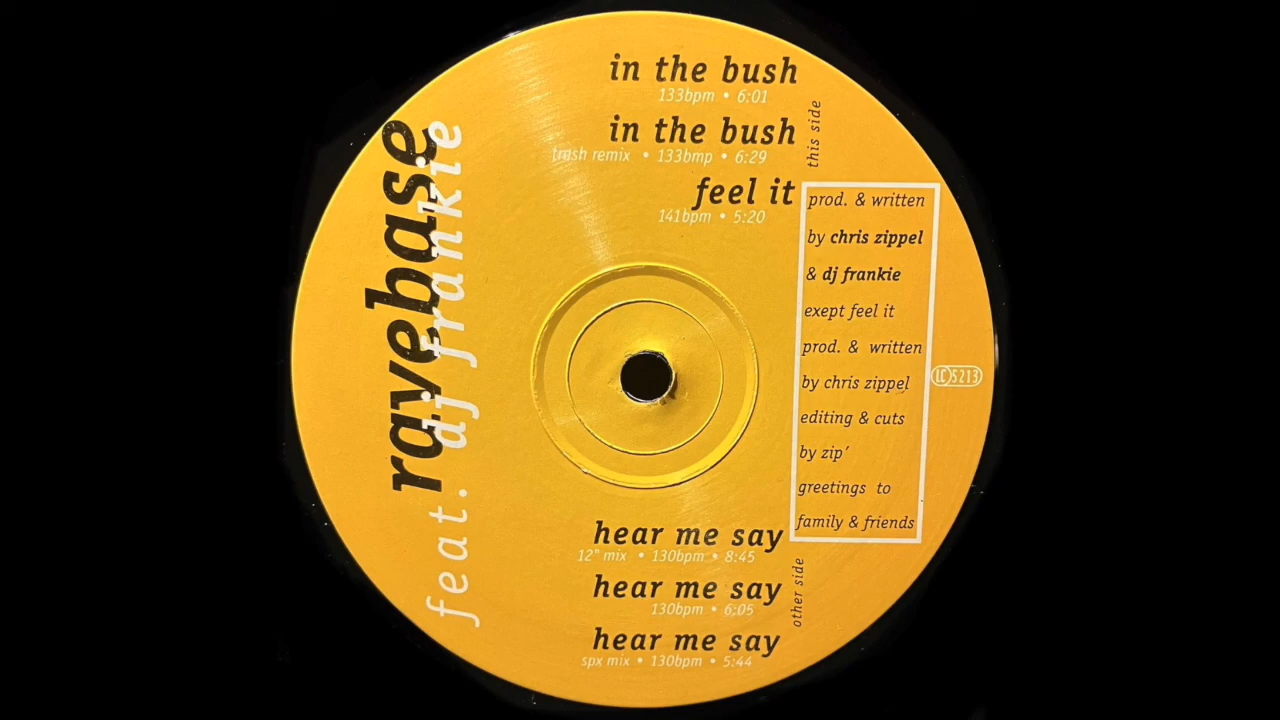 ravebase
feat. dj frankie
in the bush
133bpm • 6:01
in the bush
trash remix • 133bmp • 6:29
feel it
141bpm • 5:20
this side
prod. & written
by chris zippel
& dj frankie
exept feel it
prod. & written
by chris zippel
editing & cuts
by zip'
greetings to
family & friends
LC 5213
hear me say
12" mix • 130bpm • 8:45
hear me say
130bpm • 6:05
hear me say
spx mix • 130bpm • 5:44
other side